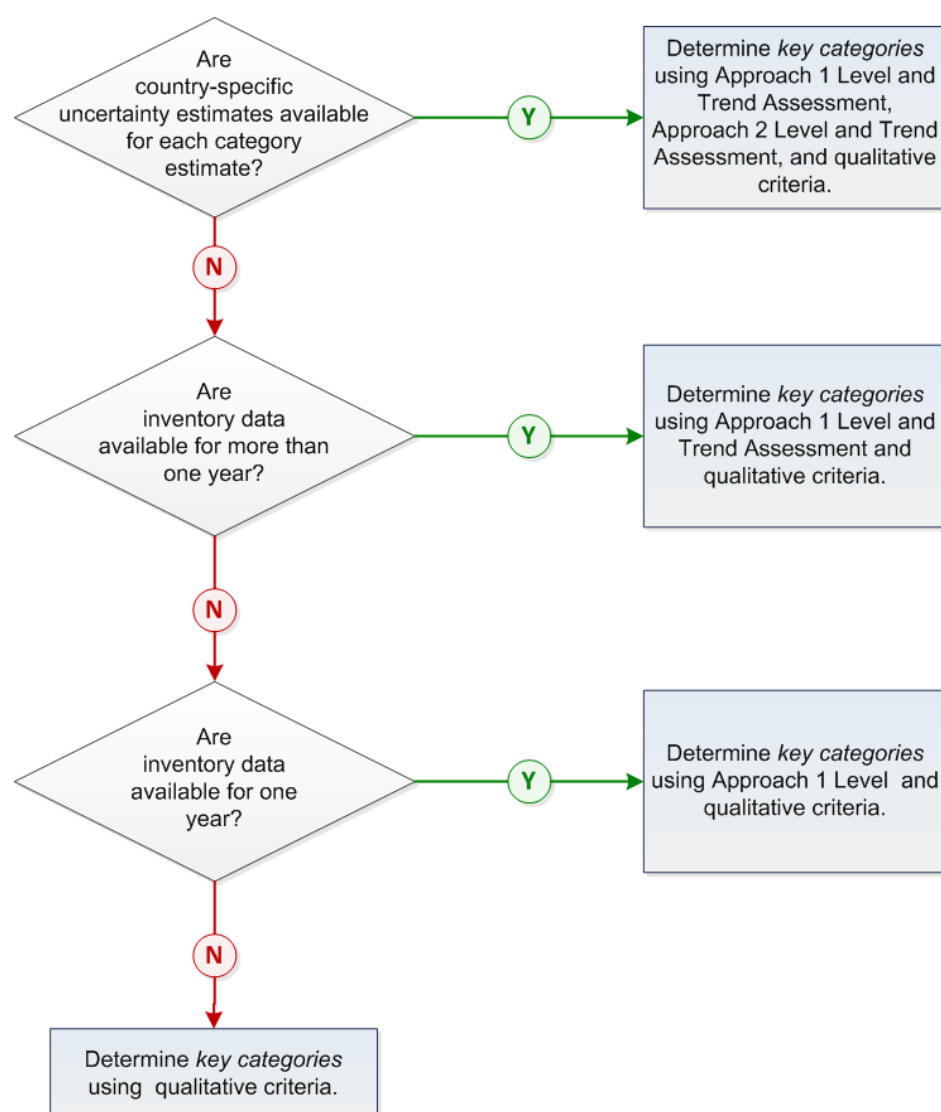 Are
country-specific
uncertainty estimates available
for each category
estimate?
Y
Determine key categories
using Approach 1 Level and
Trend Assessment,
Approach 2 Level and Trend
Assessment, and qualitative
criteria.
N
Are
inventory data
available for more than
one year?
Y
Determine key categories
using Approach 1 Level and
Trend Assessment and
qualitative criteria.
N
Are
inventory data
available for one
year?
Y
Determine key categories
using Approach 1 Level  and
qualitative criteria.
N
Determine key categories
using  qualitative criteria.